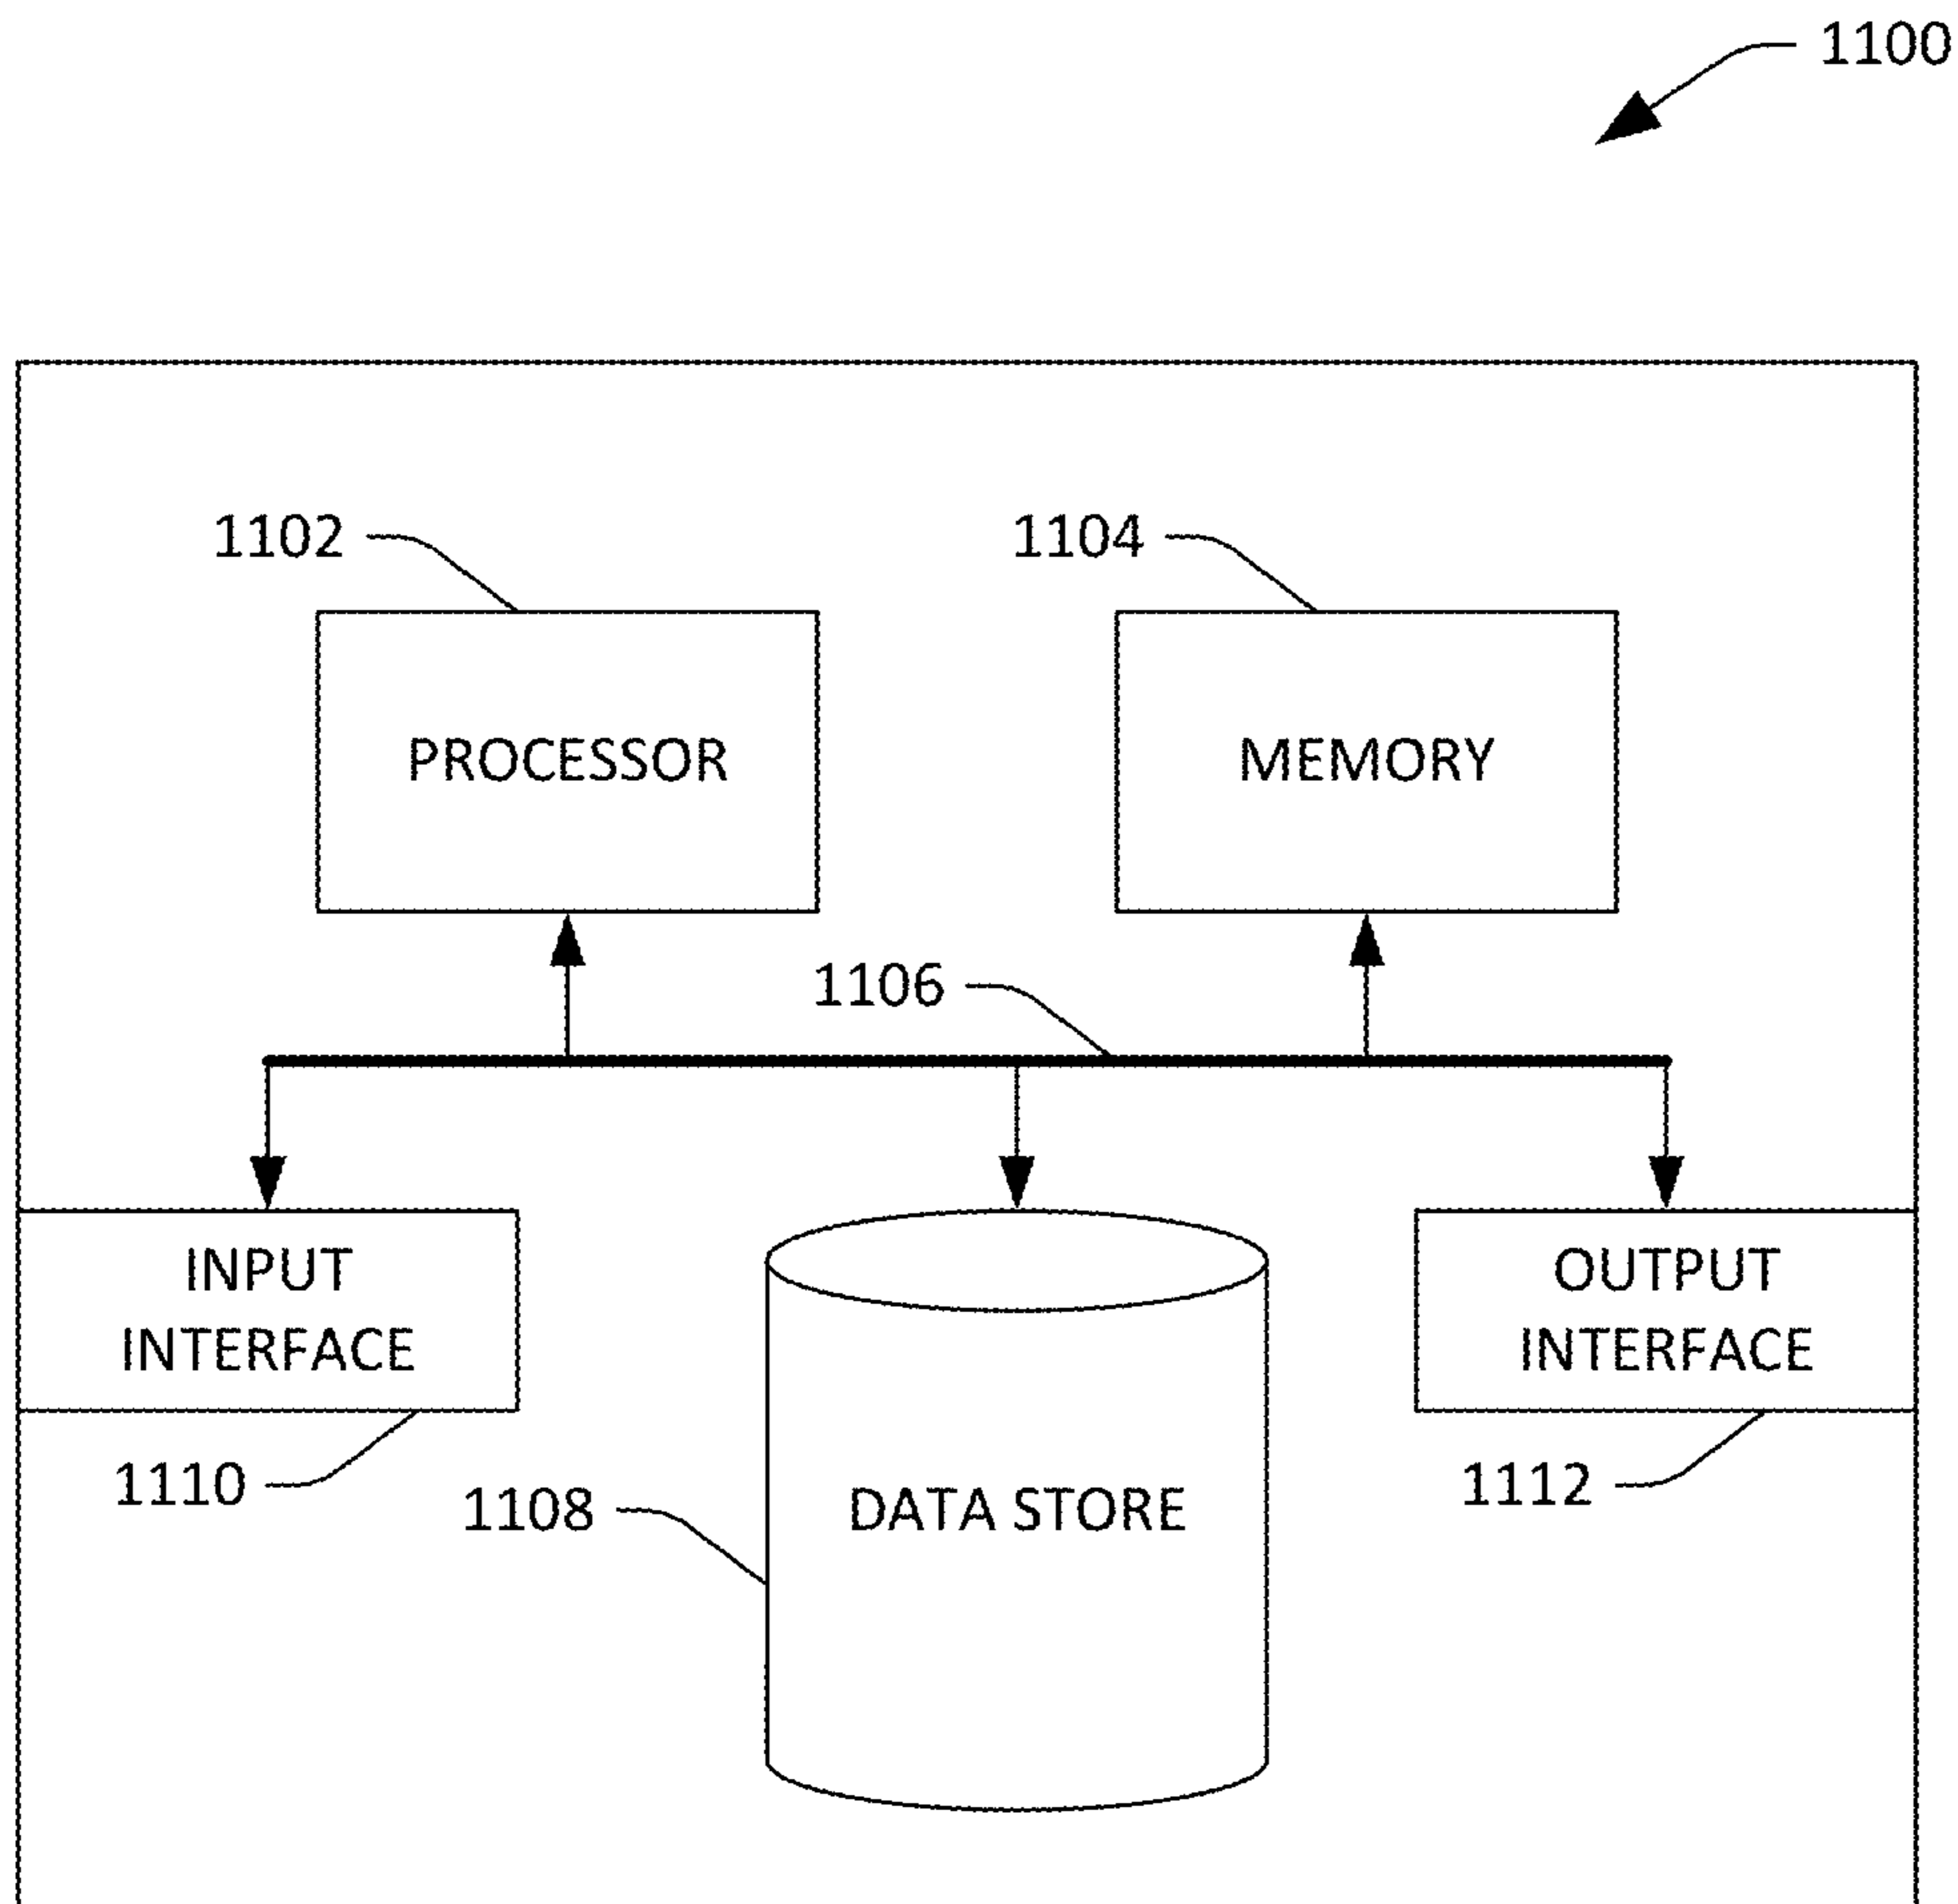 1100
1102
1104
PROCESSOR
MEMORY
1106
INPUT
INTERFACE
OUTPUT
INTERFACE
1110
1108
DATA STORE
1112